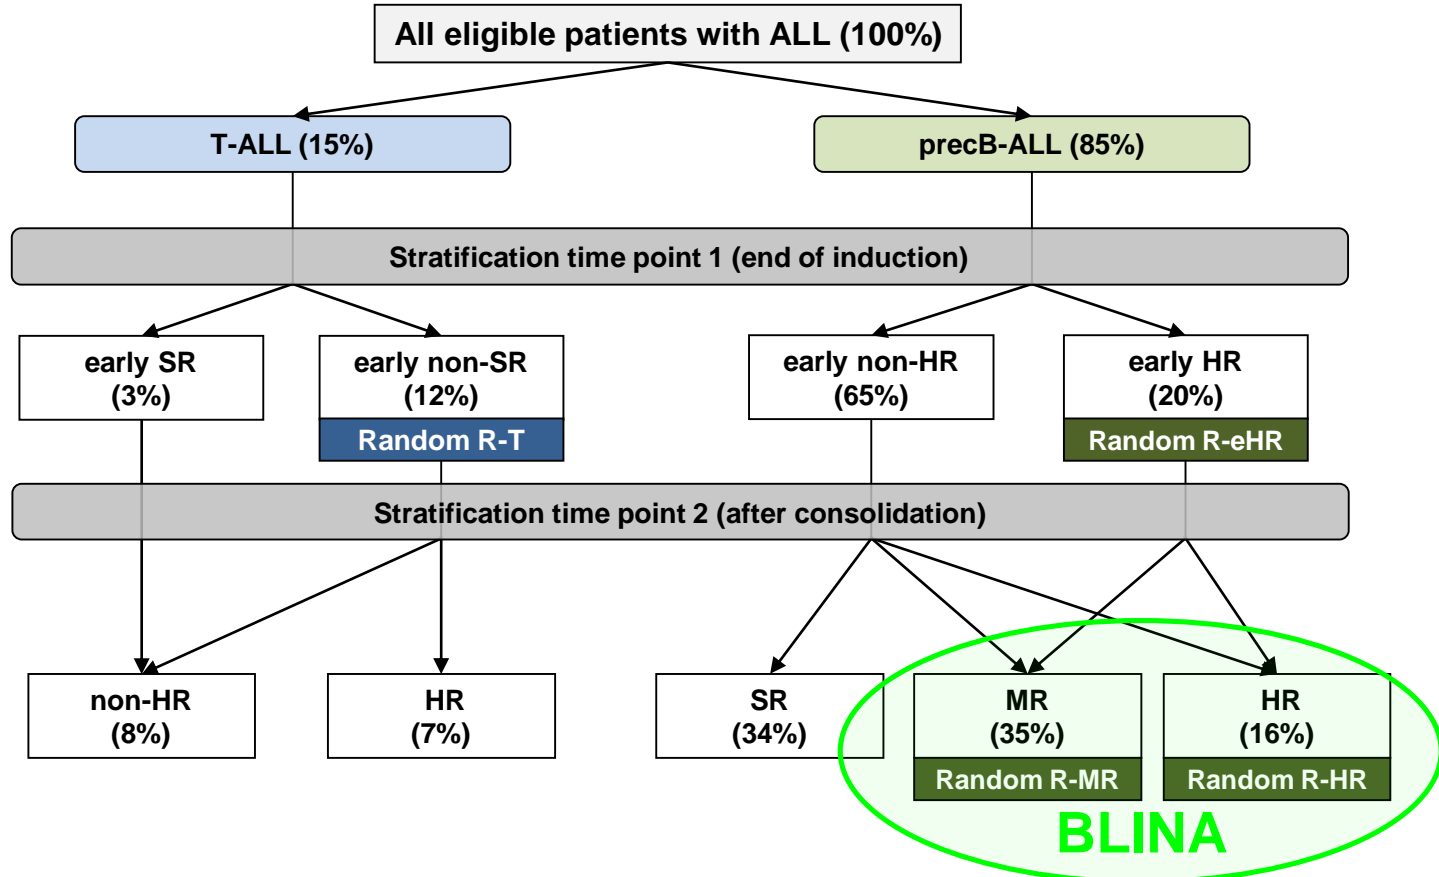 All eligible patients with ALL (100%)
T-ALL (15%)
precB-ALL (85%)
Stratification time point 1 (end of induction)
early SR
(3%)
early non-SR
(12%)
Random R-T
early non-HR
(65%)
early HR
(20%)
Random R-eHR
Stratification time point 2 (after consolidation)
non-HR
(8%)
HR
(7%)
SR
(34%)
MR
(35%)
Random R-MR
HR
(16%)
Random R-HR
BLINA